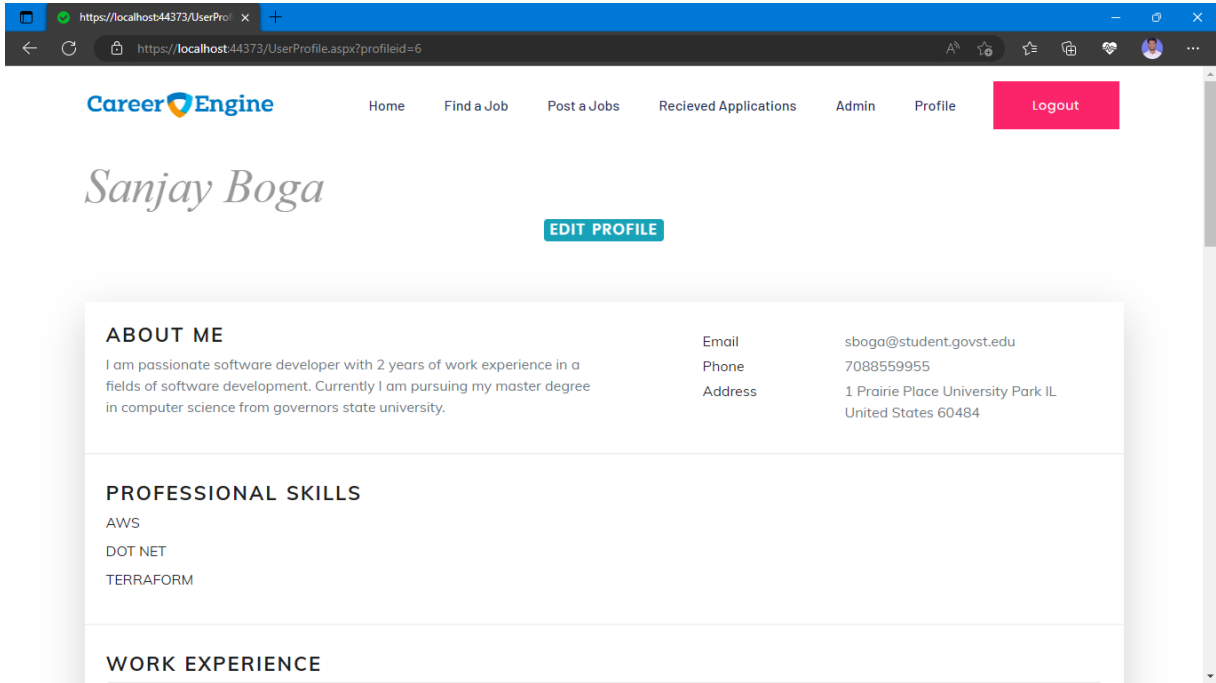 https://localhost:44373/UserProf
https://localhost:44373/UserProfile.aspx?profileid=6
Career Engine
Home Find a Job Post a Jobs Recieved Applications Admin Profile Logout
Sanjay Boga
EDIT PROFILE
ABOUT ME
I am passionate software developer with 2 years of work experience in a
fields of software development. Currently I am pursuing my master degree
in computer science from governors state university.
Email sboga@student.govst.edu
Phone 7088559955
Address 1 Prairie Place University Park IL
United States 60484
PROFESSIONAL SKILLS
AWS
DOT NET
TERRAFORM
WORK EXPERIENCE